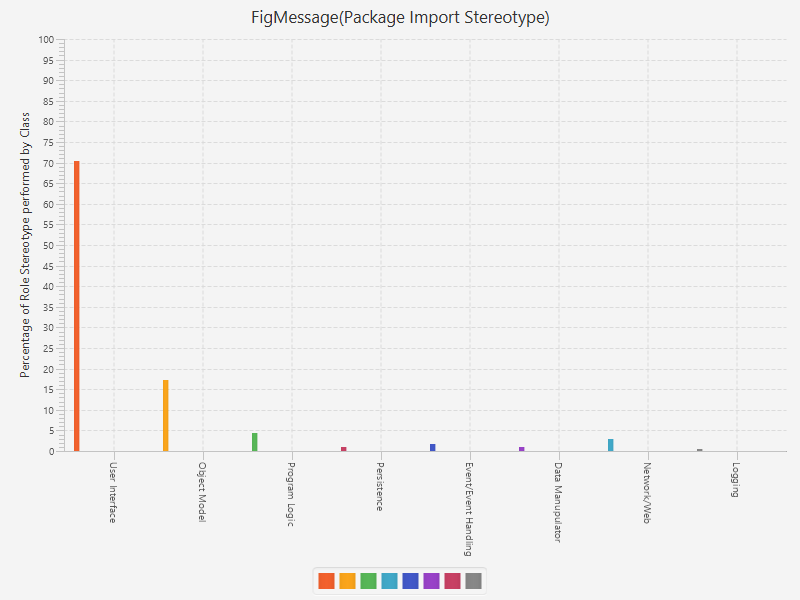 FigMessage(Package Import Stereotype)
Percentage of Role Stereotype performed by Class
100
95
90
85
80
75
70
65
60
55
50
45
40
35
30
25
20
15
10
5
0
User Interface
Object Model
Program Logic
Persistence
Event/Event Handling
Data Manupulator
Network/Web
Logging